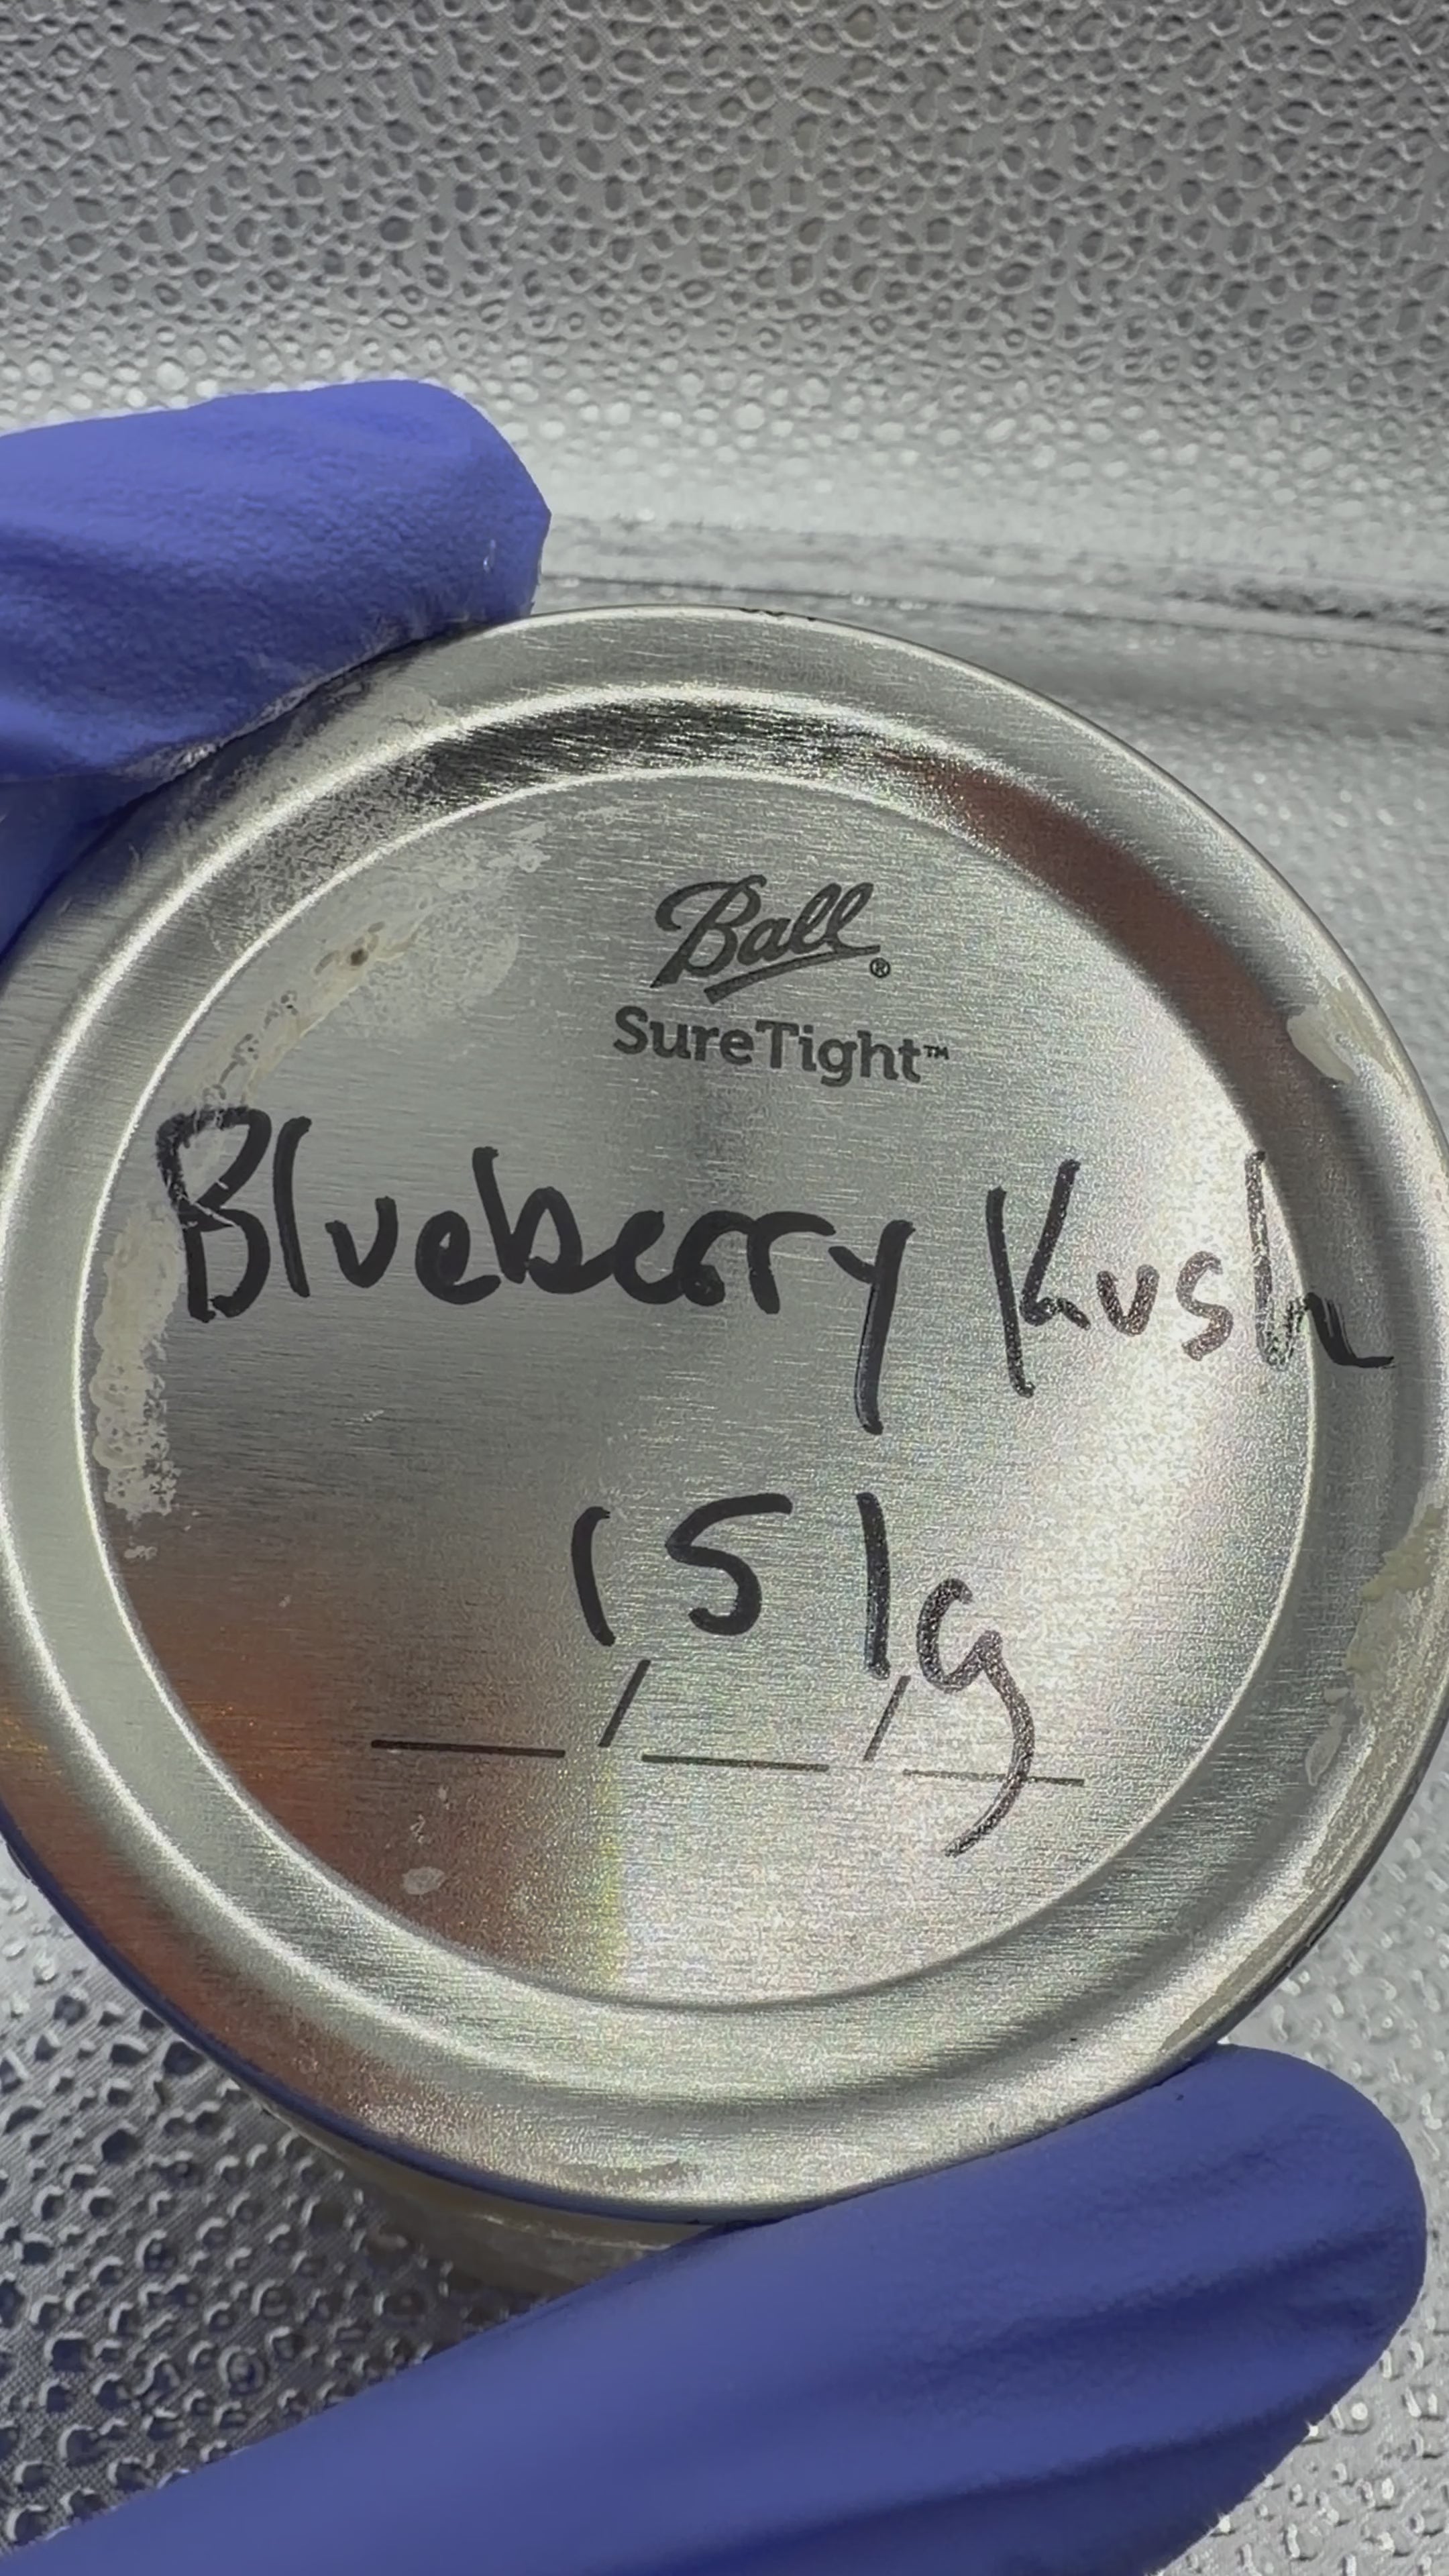 Ball®
SureTight™
Blueberry Kush
151g
__/__/__